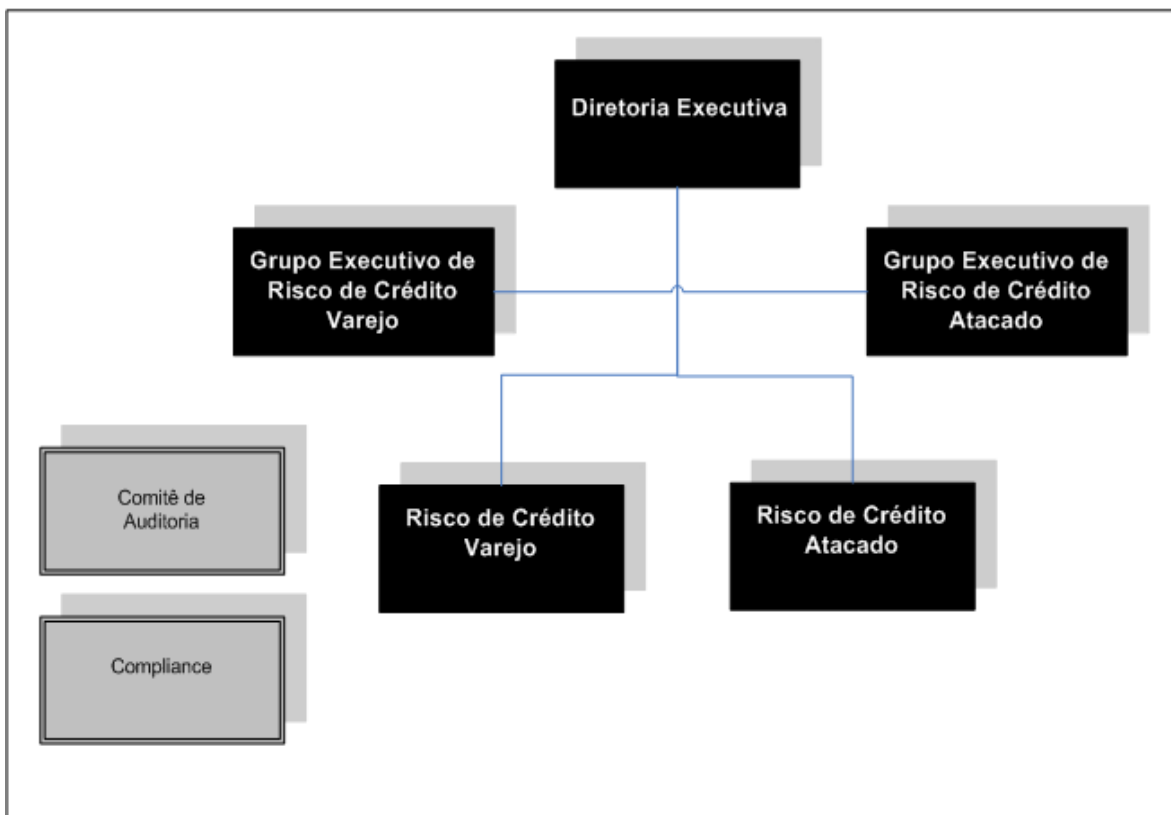 Diretoria Executiva
Grupo Executivo de
Risco de Crédito
Varejo
Grupo Executivo de
Risco de Crédito
Atacado
Comitê de
Auditoria
Risco de Crédito
Varejo
Risco de Crédito
Atacado
Compliance